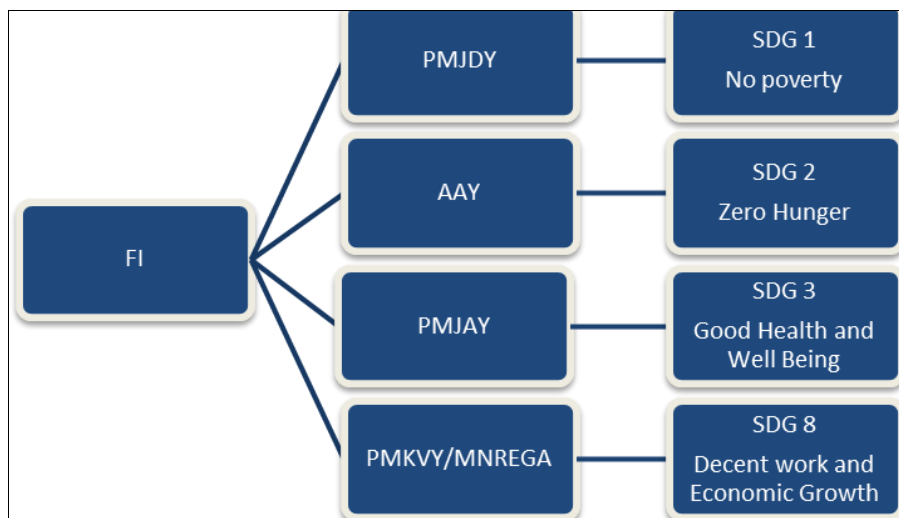 FI
PMJDY
SDG 1
No poverty
AAY
SDG 2
Zero Hunger
PMJAY
SDG 3
Good Health and
Well Being
PMKVY/MNREGA
SDG 8
Decent work and
Economic Growth